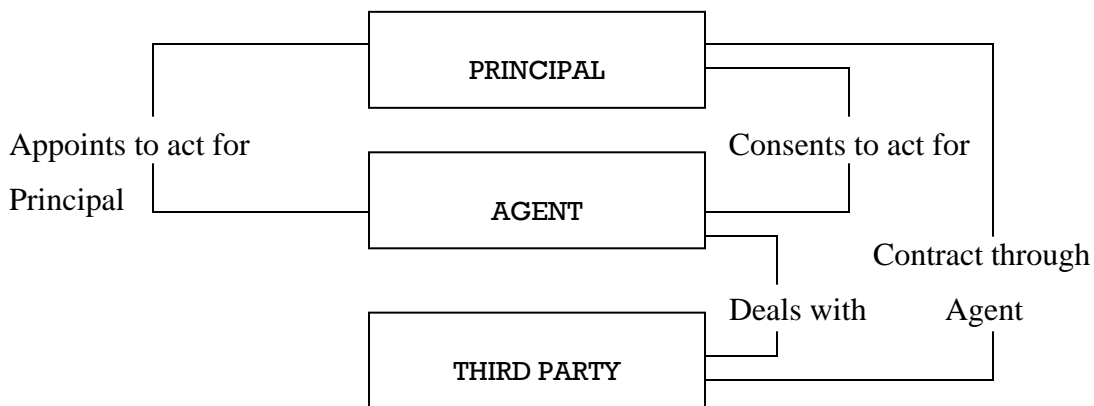 PRINCIPAL
Appoints to act for
Principal
Consents to act for
AGENT
Contract through
Agent
Deals with
THIRD PARTY